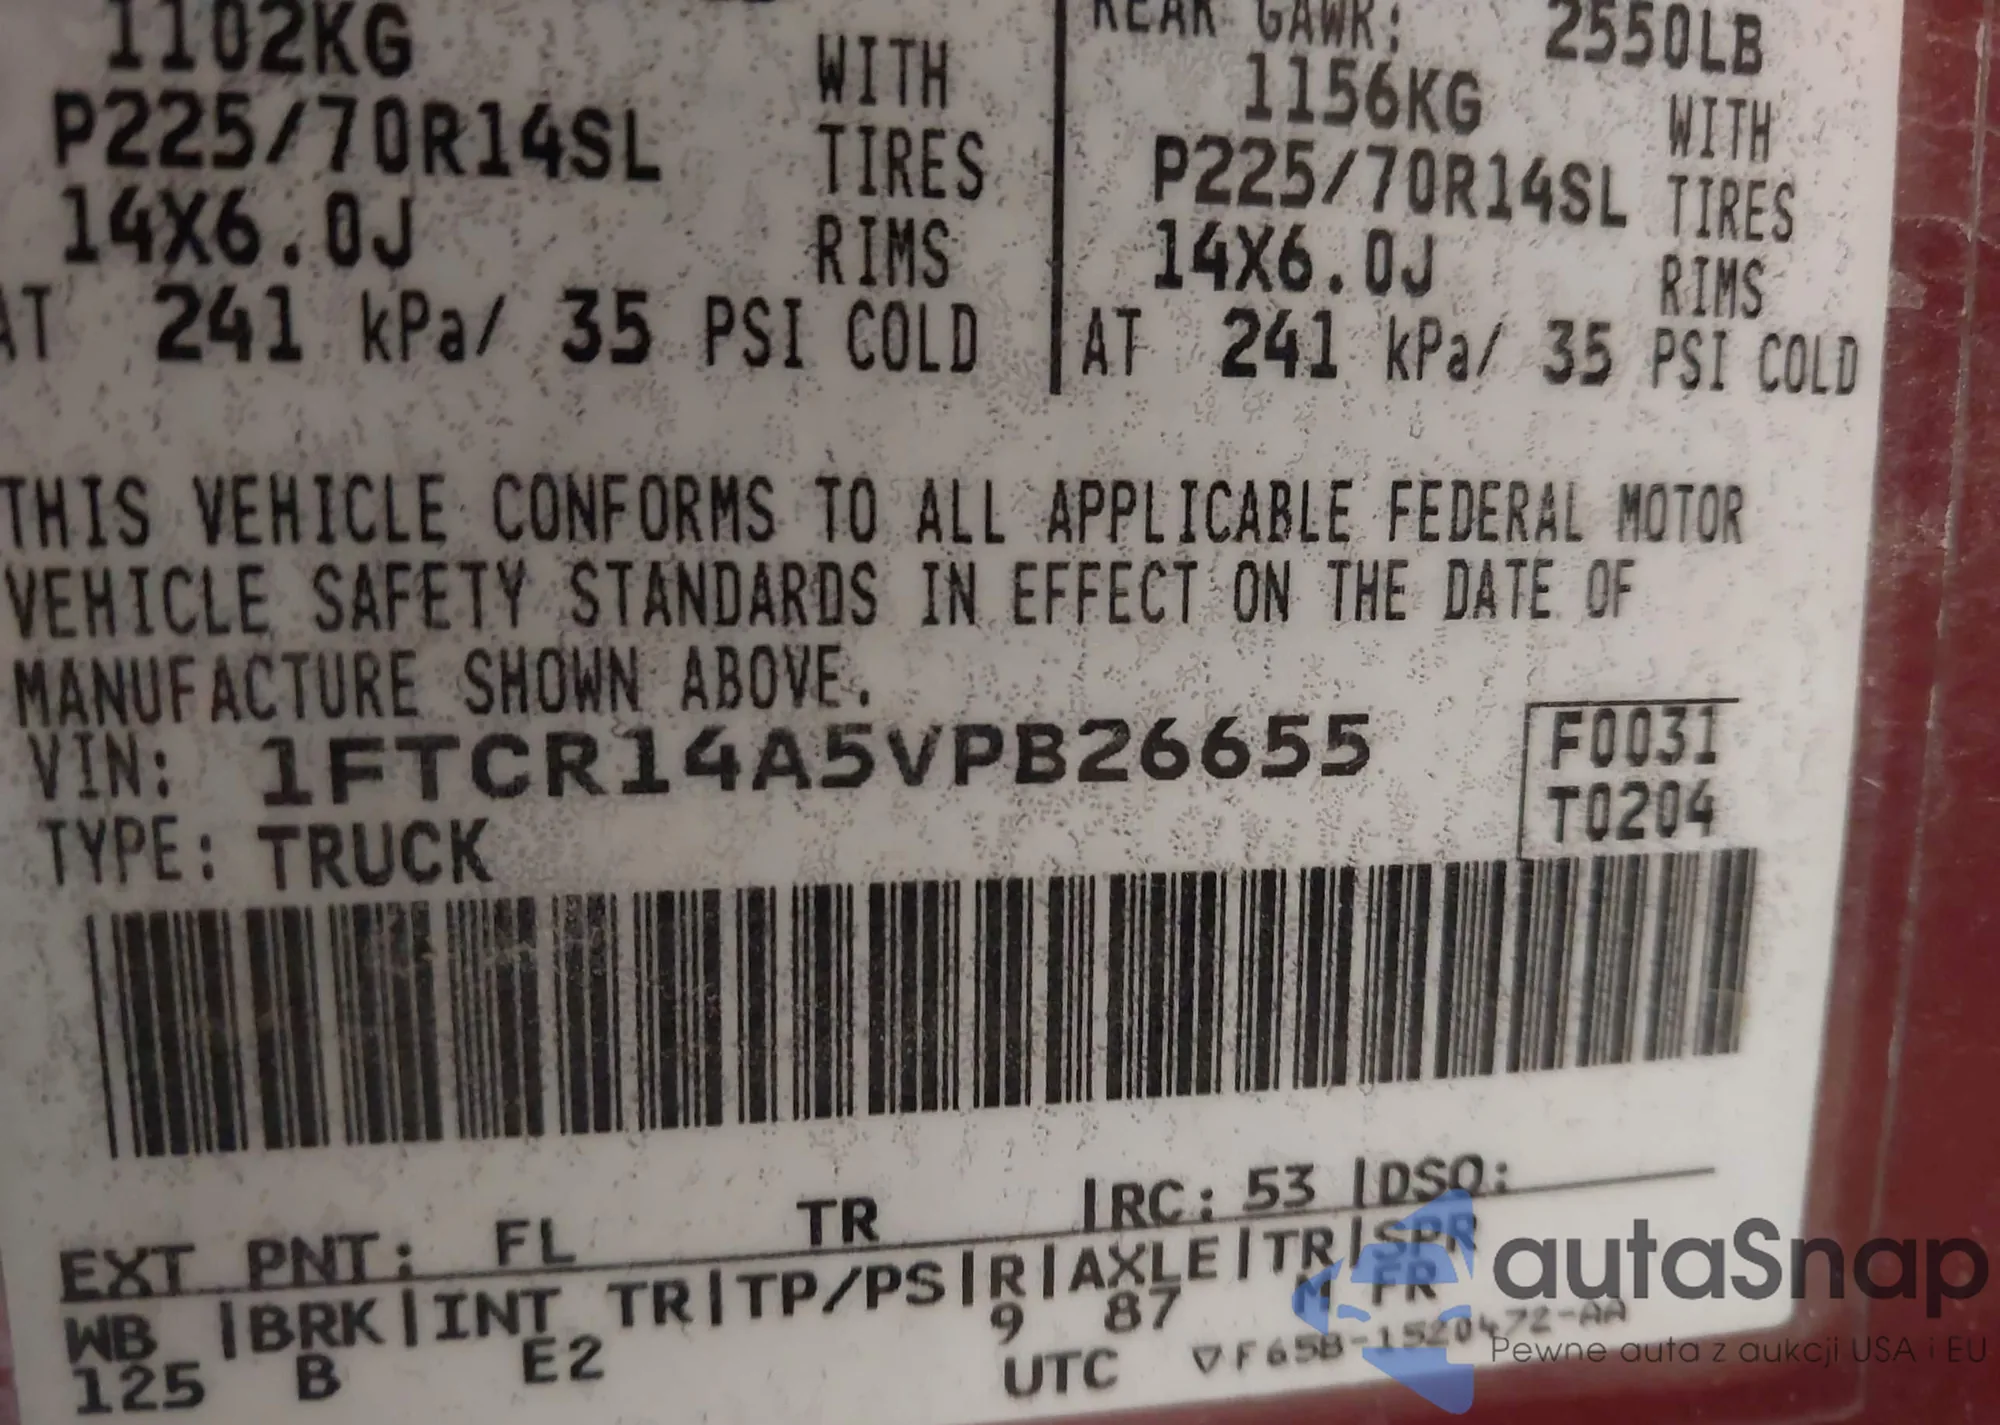 1102KG
WITH
P225/70R14SL
TIRES
14X6.0J
RIMS
AT 241 kPa/ 35 PSI COLD
REAR GAWR: 2550LB
1156KG
WITH
P225/70R14SL
TIRES
14X6.0J
RIMS
AT 241 kPa/ 35 PSI COLD
THIS VEHICLE CONFORMS TO ALL APPLICABLE FEDERAL MOTOR
VEHICLE SAFETY STANDARDS IN EFFECT ON THE DATE OF
MANUFACTURE SHOWN ABOVE.
VIN: 1FTCR14A5VPB26655
F0031
T0204
TYPE: TRUCK
EXT PNT: FL TR |RC: 53 |DSO:
WB |BRK |INT TR|TP/PS|R|AXLE|TR|SPR
125 B E2 9 87 M FR
UTC ▽F65B-1520472-AA
autaSnap
Pewne auta z aukcji USA i EU